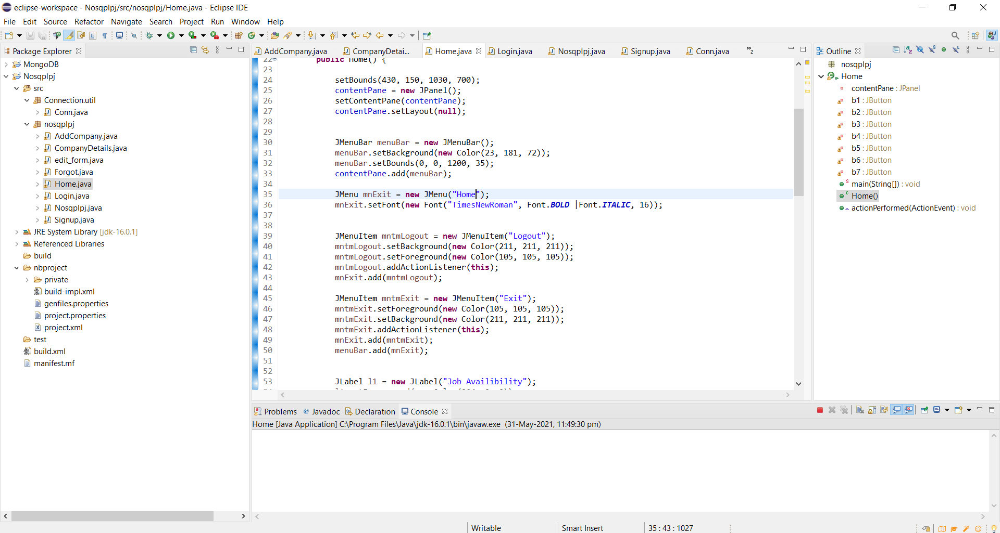 eclipse-workspace - Nosqplpj/src/nosqplpj/Home.java - Eclipse IDE
File Edit Source Refactor Navigate Search Project Run Window Help
Package Explorer
MongoDB
Nosqplpj
src
Connection.util
Conn.java
nosqplpj
AddCompany.java
CompanyDetails.java
edit_form.java
Forgot.java
Home.java
Login.java
Nosqplpj.java
Signup.java
JRE System Library [jdk-16.0.1]
Referenced Libraries
build
nbproject
private
build-impl.xml
genfiles.properties
project.properties
project.xml
test
build.xml
manifest.mf
AddCompany.java CompanyDetai... Home.java Login.java Nosqplpj.java Signup.java Conn.java »2
22 public Home() {
23
24 setBounds(430, 150, 1030, 700);
25 contentPane = new JPanel();
26 setContentPane(contentPane);
27 contentPane.setLayout(null);
28
29
30 JMenuBar menuBar = new JMenuBar();
31 menuBar.setBackground(new Color(23, 181, 72));
32 menuBar.setBounds(0, 0, 1200, 35);
33 contentPane.add(menuBar);
34
35 JMenu mnExit = new JMenu("Home");
36 mnExit.setFont(new Font("TimesNewRoman", Font.BOLD |Font.ITALIC, 16));
37
38
39 JMenuItem mntmLogout = new JMenuItem("Logout");
40 mntmLogout.setBackground(new Color(211, 211, 211));
41 mntmLogout.setForeground(new Color(105, 105, 105));
42 mntmLogout.addActionListener(this);
43 mnExit.add(mntmLogout);
44
45 JMenuItem mntmExit = new JMenuItem("Exit");
46 mntmExit.setForeground(new Color(105, 105, 105));
47 mntmExit.setBackground(new Color(211, 211, 211));
48 mntmExit.addActionListener(this);
49 mnExit.add(mntmExit);
50 menuBar.add(mnExit);
51
52
53 JLabel l1 = new JLabel("Job Availibility");
Outline
nosqplpj
Home
contentPane : JPanel
b1 : JButton
b2 : JButton
b3 : JButton
b4 : JButton
b5 : JButton
b6 : JButton
b7 : JButton
main(String[]) : void
Home()
actionPerformed(ActionEvent) : void
Problems @ Javadoc Declaration Console
Home [Java Application] C:\Program Files\Java\jdk-16.0.1\bin\javaw.exe (31-May-2021, 11:49:30 pm)
Writable Smart Insert 35 : 43 : 1027